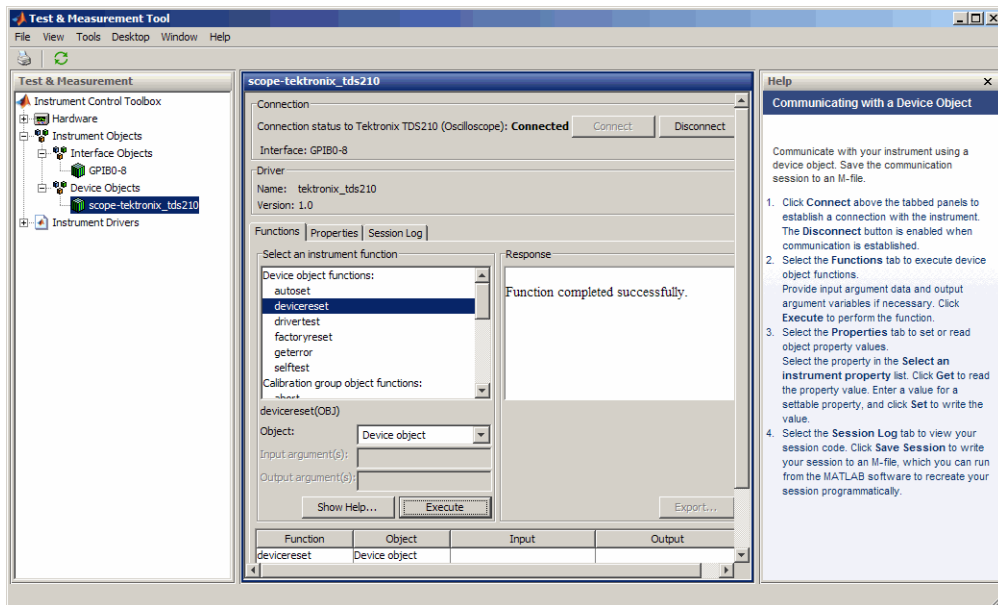 Test & Measurement Tool
File View Tools Desktop Window Help
Test & Measurement
Instrument Control Toolbox
Hardware
Instrument Objects
Interface Objects
GPIB0-8
Device Objects
scope-tektronix_tds210
Instrument Drivers
scope-tektronix_tds210
Connection
Connection status to Tektronix TDS210 (Oscilloscope): Connected Connect Disconnect
Interface: GPIB0-8
Driver
Name: tektronix_tds210
Version: 1.0
Functions Properties Session Log
Select an instrument function
Device object functions:
autoset
devicereset
drivertest
factoryreset
geterror
selftest
Calibration group object functions:
devicereset(OBJ)
Object: Device object
Input argument(s):
Output argument(s):
Show Help... Execute
Response
Function completed successfully.
Export...
Function Object Input Output
devicereset Device object
Help
Communicating with a Device Object
Communicate with your instrument using a
device object. Save the communication
session to an M-file.
1. Click Connect above the tabbed panels to
establish a connection with the instrument.
The Disconnect button is enabled when
communication is established.
2. Select the Functions tab to execute device
object functions.
Provide input argument data and output
argument variables if necessary. Click
Execute to perform the function.
3. Select the Properties tab to set or read
object property values.
Select the property in the Select an
instrument property list. Click Get to read
the property value. Enter a value for a
settable property, and click Set to write the
value.
4. Select the Session Log tab to view your
session code. Click Save Session to write
your session to an M-file, which you can run
from the MATLAB software to recreate your
session programmatically.